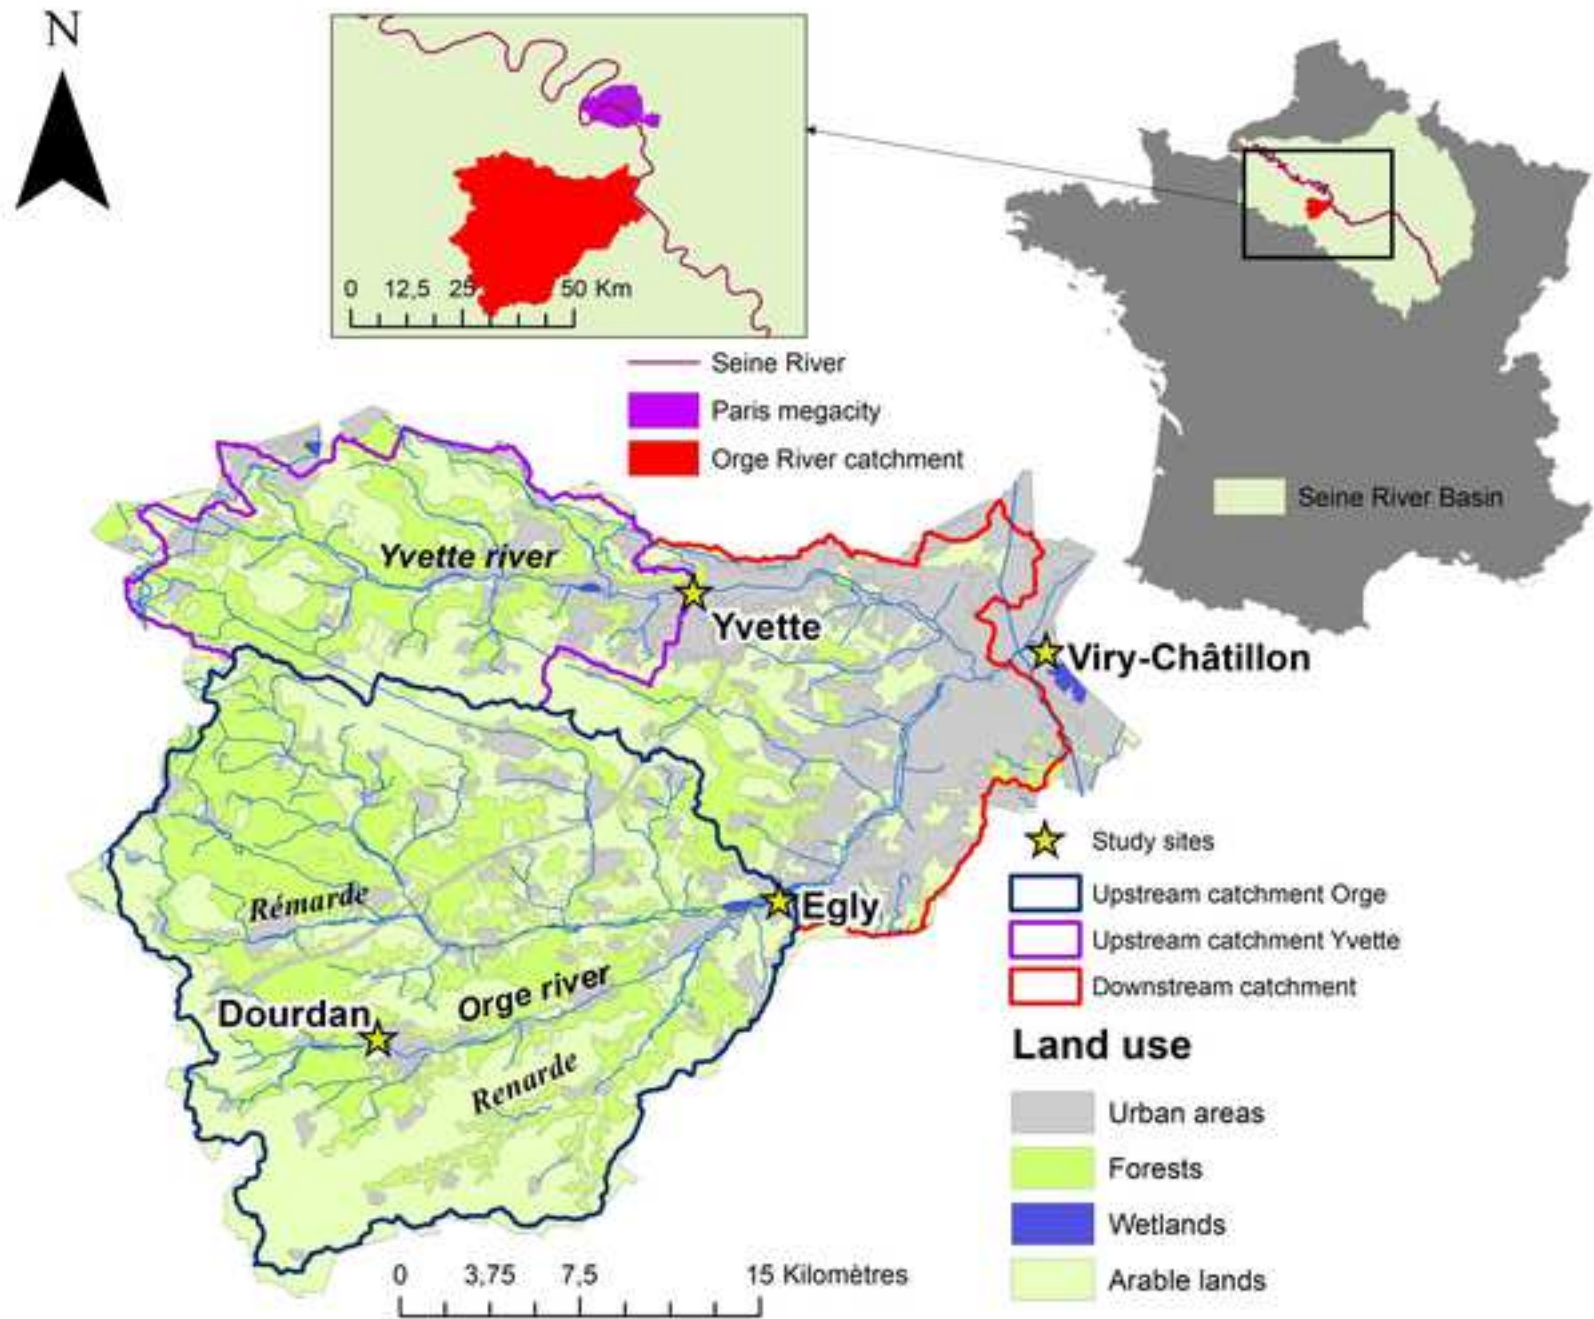 N
0 12,5 25 50 Km
Seine River
Paris megacity
Orge River catchment
Seine River Basin
Yvette river
Yvette
Viry-Châtillon
Study sites
Rémarde
Egly
Upstream catchment Orge
Upstream catchment Yvette
Orge river
Downstream catchment
Dourdan
Renarde
Land use
Urban areas
Forests
Wetlands
Arable lands
0 3,75 7,5 15 Kilomètres